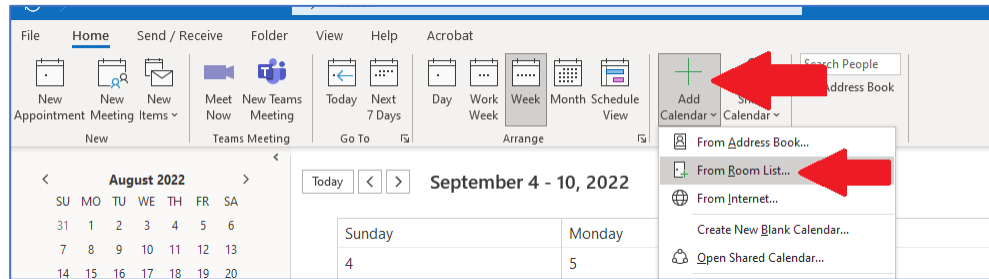 File Home Send / Receive Folder View Help Acrobat
New Appointment
New Meeting
New Items
Meet Now
New Teams Meeting
Today
Next 7 Days
Day
Work Week
Week
Month
Schedule View
Add Calendar
Calendar
Search People
Address Book
New
Teams Meeting
Go To
Arrange
From Address Book...
From Room List...
From Internet...
Create New Blank Calendar...
Open Shared Calendar...
August 2022
SU MO TU WE TH FR SA
31 1 2 3 4 5 6
7 8 9 10 11 12 13
14 15 16 17 18 19 20
Today
September 4 - 10, 2022
Sunday Monday
4 5